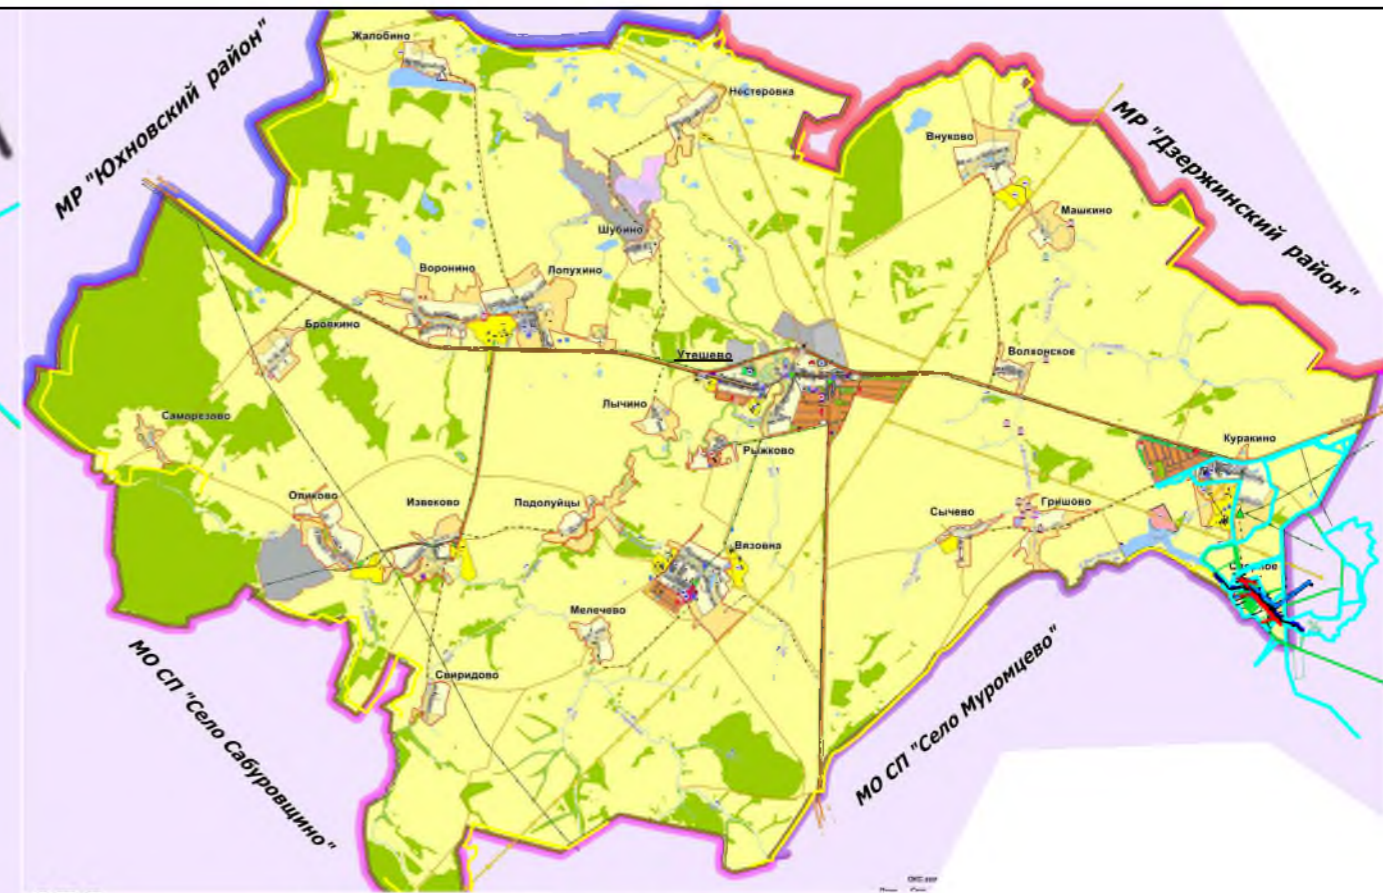 Жалобино
Нестеровка
МР "Юхновский район"
Внуково
МР "Дзержинский район"
Машкино
Шубино
Воронино
Лопухино
Бровкино
Утешево
Волконское
Лычино
Саморезово
Рыжково
Куракино
Оликово
Извеково
Подолуйцы
Сычево
Гришово
Вязовна
Мелечево
Свиридово
МО СП "Село Сабуровщино"
МО СП "Село Муромцево"